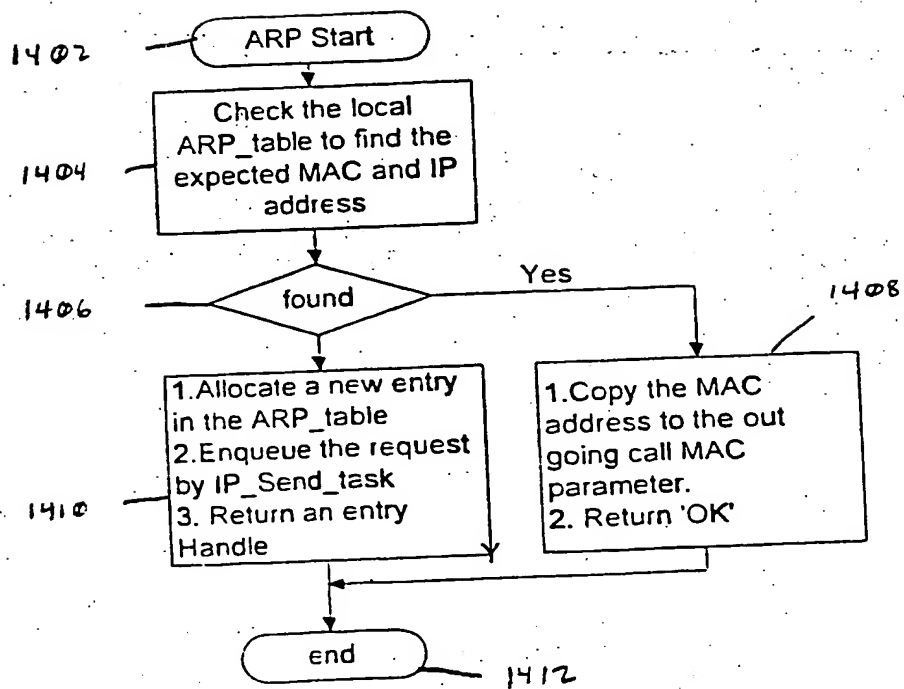 1402
ARP Start
1404
Check the local
ARP_table to find the
expected MAC and IP
address
1406
found
Yes
1408
1410
1.Allocate a new entry
in the ARP_table
2.Enqueue the request
by IP_Send_task
3. Return an entry
Handle
1.Copy the MAC
address to the out
going call MAC
parameter.
2. Return 'OK'
end
1412